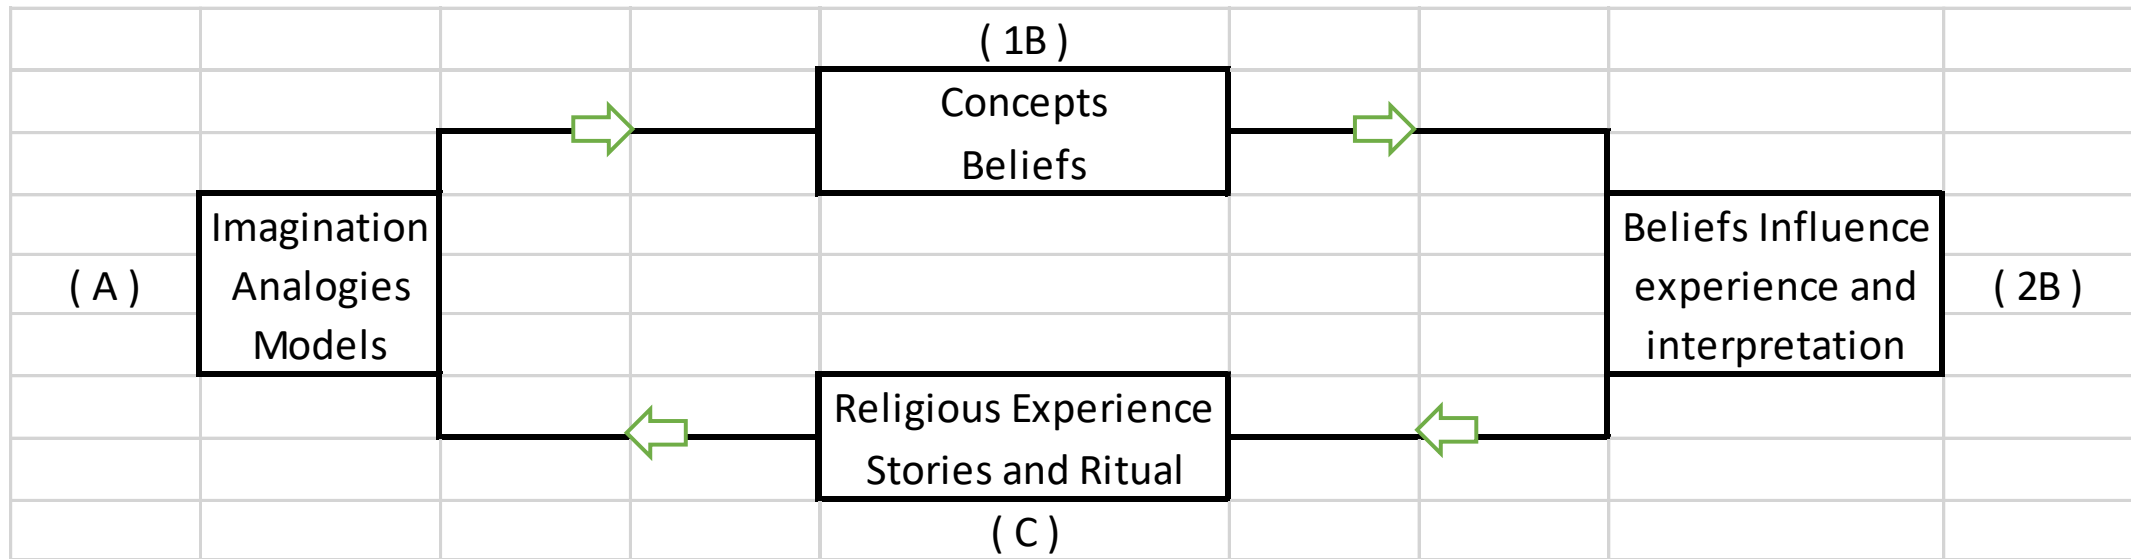 ( 1B )
Concepts
Beliefs
( A )
Imagination
Analogies
Models
Beliefs Influence
experience and
interpretation
( 2B )
Religious Experience
Stories and Ritual
( C )